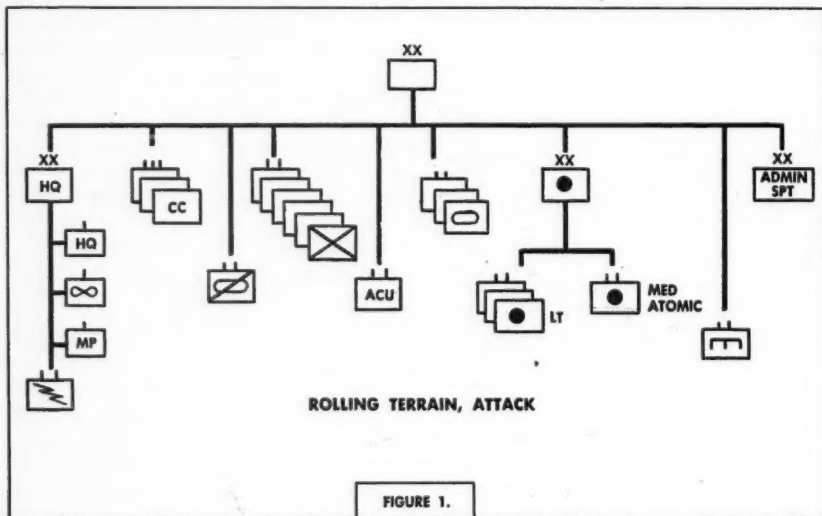 XX
XX
HQ
CC
XX
XX
ADMIN
SPT
HQ
MP
ACU
LT
MED
ATOMIC
ROLLING TERRAIN, ATTACK
FIGURE 1.